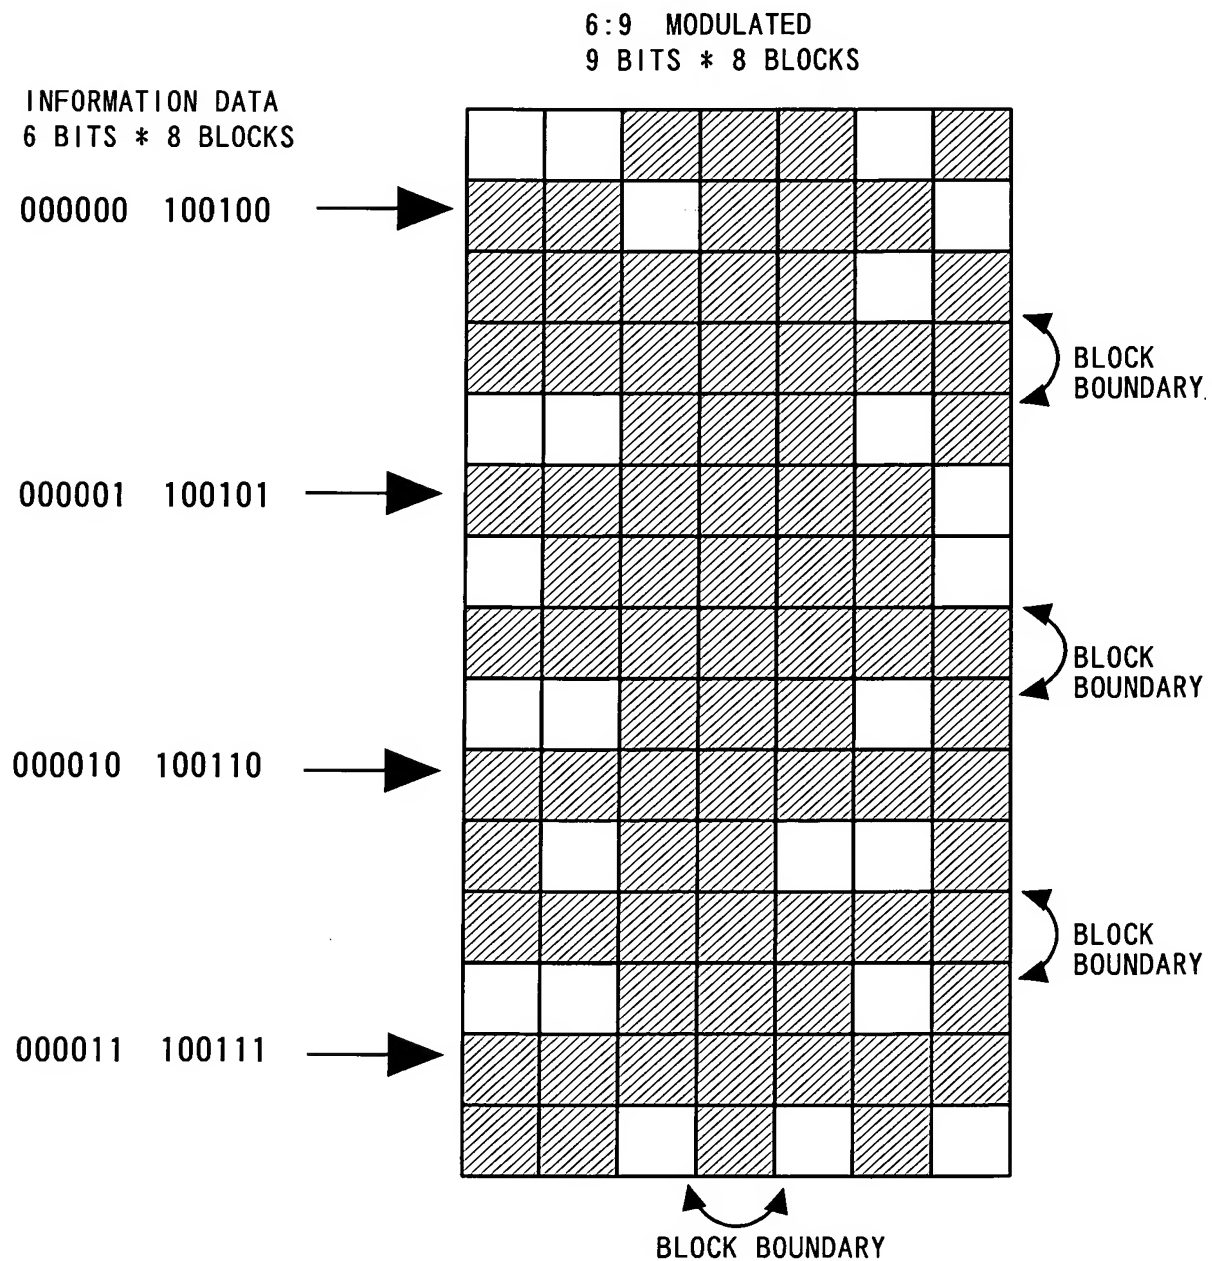 6:9 MODULATED
9 BITS * 8 BLOCKS
INFORMATION DATA
6 BITS * 8 BLOCKS
000000 100100
BLOCK
BOUNDARY
000001 100101
BLOCK
BOUNDARY
000010 100110
BLOCK
BOUNDARY
000011 100111
BLOCK BOUNDARY